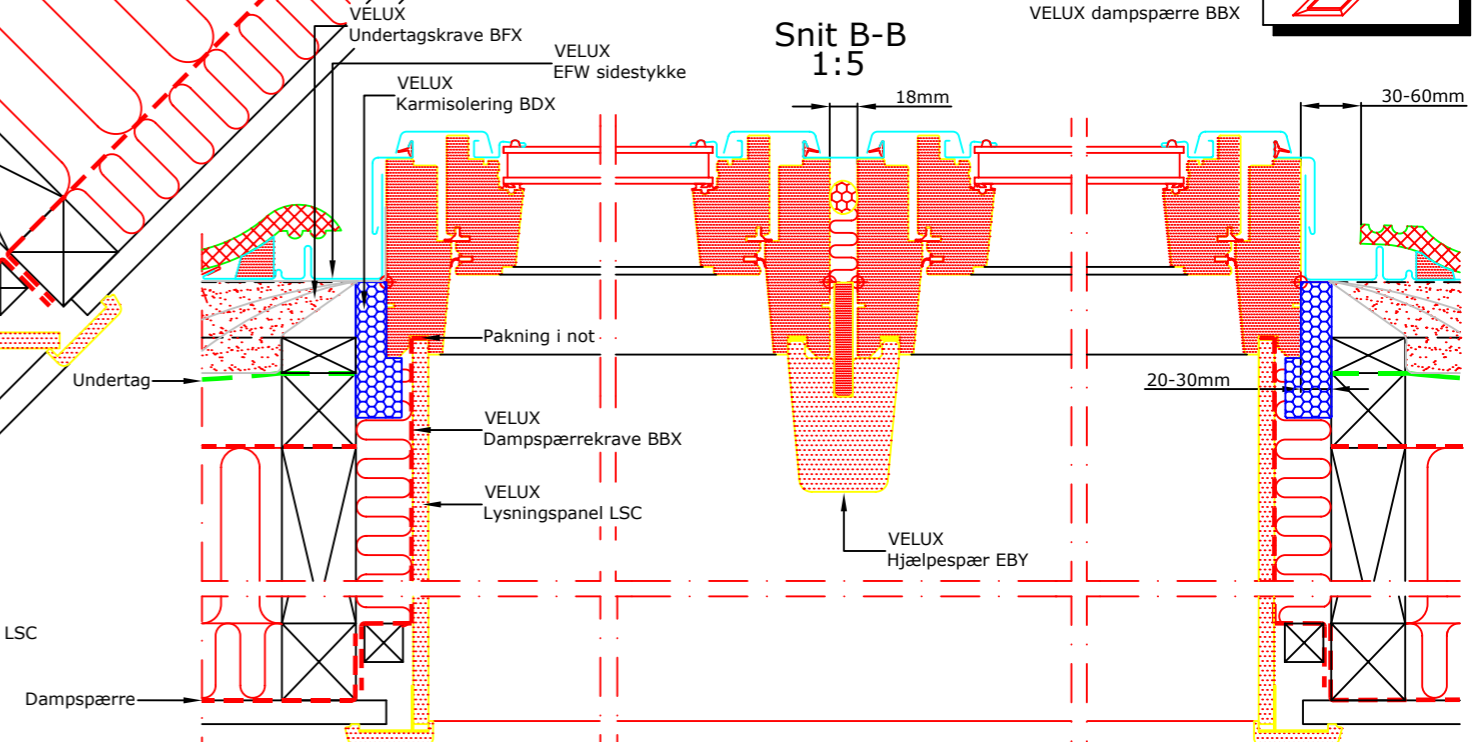 VELUX
Undertagskrave BFX
VELUX
EFW sidestykke
VELUX
Karmisolering BDX
Snit B-B
1:5
VELUX dampspærre BBX
18mm
30-60mm
Pakning i not
Undertag
20-30mm
VELUX
Dampspærrekrave BBX
VELUX
Lysningspanel LSC
VELUX
Hjælpespær EBY
LSC
Dampspærre